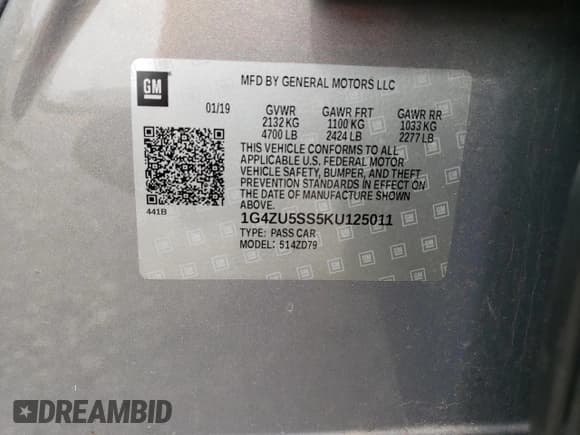 GM
MFD BY GENERAL MOTORS LLC
01/19 GVWR GAWR FRT GAWR RR
2132 KG 1100 KG 1033 KG
4700 LB 2424 LB 2277 LB
THIS VEHICLE CONFORMS TO ALL
APPLICABLE U.S. FEDERAL MOTOR
VEHICLE SAFETY, BUMPER, AND THEFT
PREVENTION STANDARDS IN EFFECT ON
THE DATE OF MANUFACTURE SHOWN
ABOVE.
441B
1G4ZU5SS5KU125011
TYPE: PASS CAR
MODEL: 514ZD79
DREAMBID